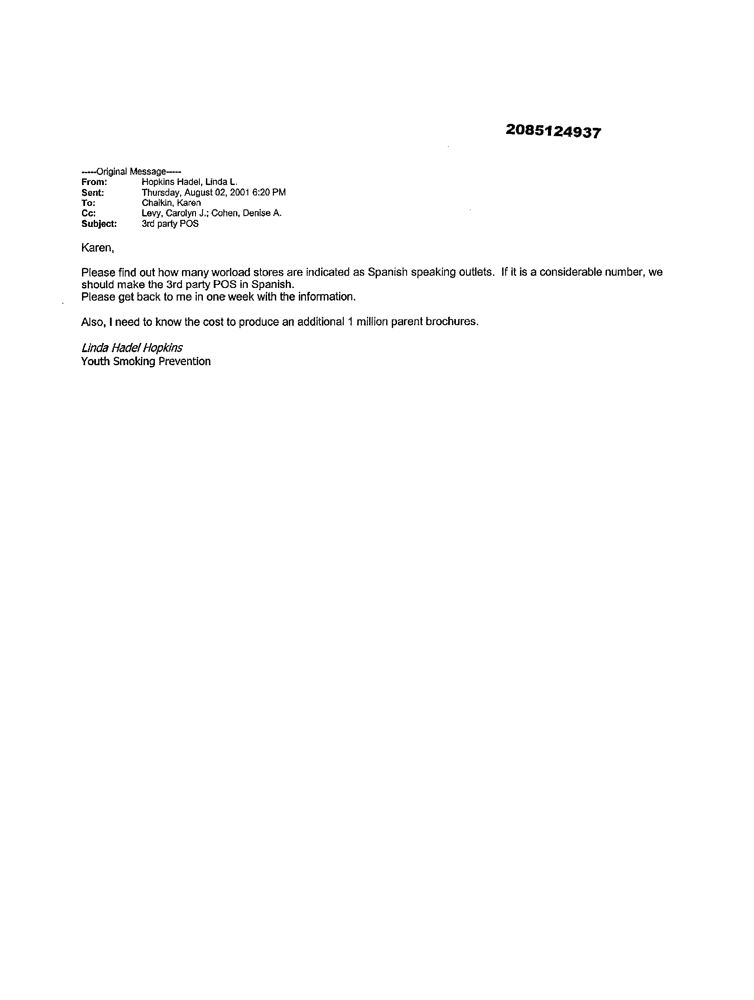 2085124937
-----Original Message-----
From: Hopkins Hadel, Linda L.
Sent: Thursday, August 02, 2001 6:20 PM
To: Chaikin, Karen
Cc: Levy, Carolyn J.; Cohen, Denise A.
Subject: 3rd party POS
Karen,
Please find out how many worload stores are indicated as Spanish speaking outlets. If it is a considerable number, we
should make the 3rd party POS in Spanish.
Please get back to me in one week with the information.
Also, I need to know the cost to produce an additional 1 million parent brochures.
Linda Hadel Hopkins
Youth Smoking Prevention